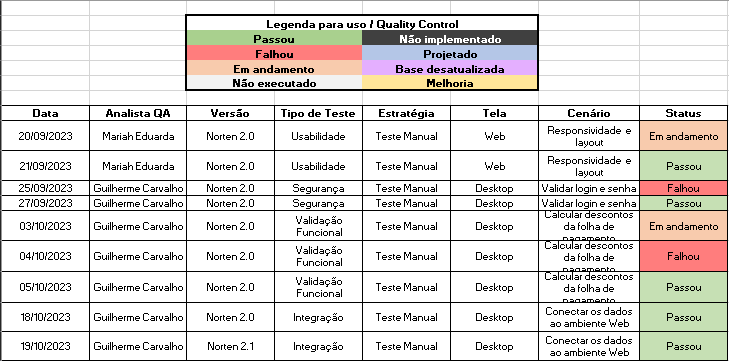 Legenda para uso / Quality Control
Passou Não implementado
Falhou Projetado
Em andamento Base desatualizada
Não executado Melhoria
Data Analista QA Versão Tipo de Teste Estratégia Tela Cenário Status
20/09/2023 Mariah Eduarda Norten 2.0 Usabilidade Teste Manual Web Responsividade e layout Em andamento
21/09/2023 Mariah Eduarda Norten 2.0 Usabilidade Teste Manual Web Responsividade e layout Passou
25/09/2023 Guilherme Carvalho Norten 2.0 Segurança Teste Manual Desktop Validar login e senha Falhou
27/09/2023 Guilherme Carvalho Norten 2.0 Segurança Teste Manual Desktop Validar login e senha Passou
03/10/2023 Guilherme Carvalho Norten 2.0 Validação Funcional Teste Manual Desktop Calcular descontos da folha de pagamento Em andamento
04/10/2023 Guilherme Carvalho Norten 2.0 Validação Funcional Teste Manual Desktop Calcular descontos da folha de pagamento Falhou
05/10/2023 Guilherme Carvalho Norten 2.0 Validação Funcional Teste Manual Desktop Calcular descontos da folha de pagamento Passou
18/10/2023 Guilherme Carvalho Norten 2.0 Integração Teste Manual Desktop Conectar os dados ao ambiente Web Passou
19/10/2023 Guilherme Carvalho Norten 2.1 Integração Teste Manual Desktop Conectar os dados ao ambiente Web Passou